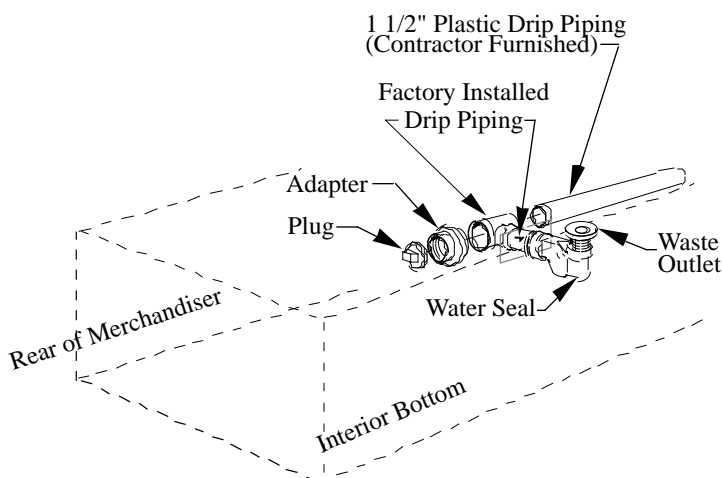 1 1/2" Plastic Drip Piping
(Contractor Furnished)
Factory Installed
Drip Piping
Adapter
Plug
Waste
Outlet
Water Seal
Rear of Merchandiser
Interior Bottom